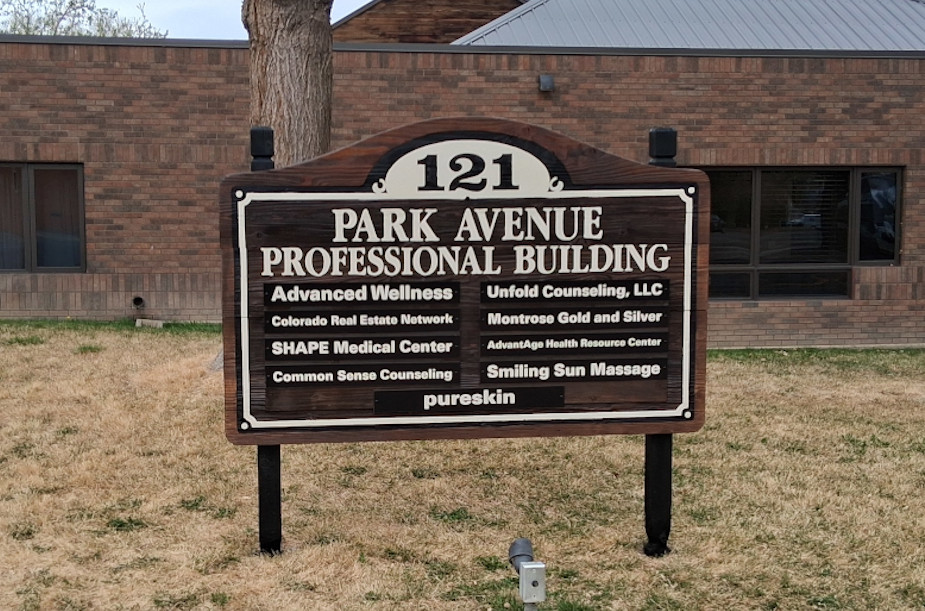 121
PARK AVENUE
PROFESSIONAL BUILDING
Advanced Wellness
Unfold Counseling, LLC
Colorado Real Estate Network
Montrose Gold and Silver
SHAPE Medical Center
AdvantAge Health Resource Center
Common Sense Counseling
Smiling Sun Massage
pureskin